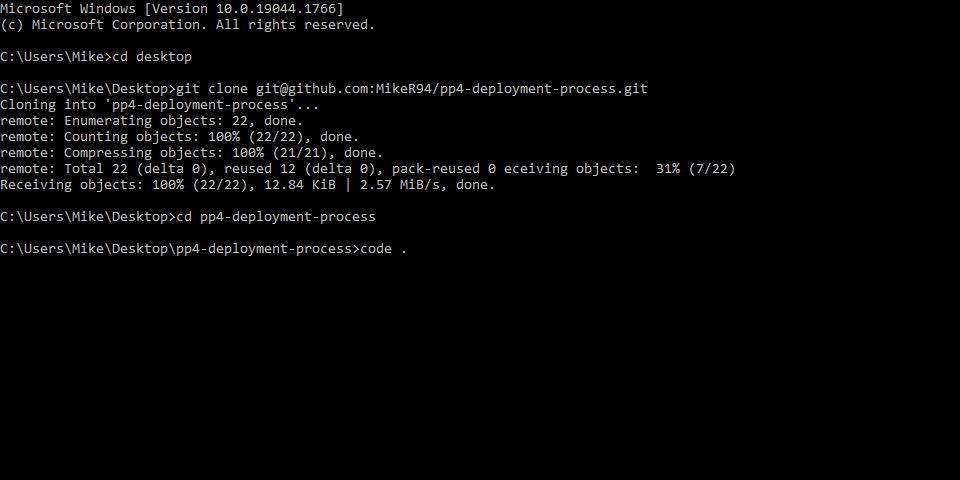 Microsoft Windows [Version 10.0.19044.1766]
(c) Microsoft Corporation. All rights reserved.
C:\Users\Mike>cd desktop
C:\Users\Mike\Desktop>git clone git@github.com:MikeR94/pp4-deployment-process.git
Cloning into 'pp4-deployment-process'...
remote: Enumerating objects: 22, done.
remote: Counting objects: 100% (22/22), done.
remote: Compressing objects: 100% (21/21), done.
remote: Total 22 (delta 0), reused 12 (delta 0), pack-reused 0 eceiving objects:  31% (7/22)
Receiving objects: 100% (22/22), 12.84 KiB | 2.57 MiB/s, done.
C:\Users\Mike\Desktop>cd pp4-deployment-process
C:\Users\Mike\Desktop\pp4-deployment-process>code .